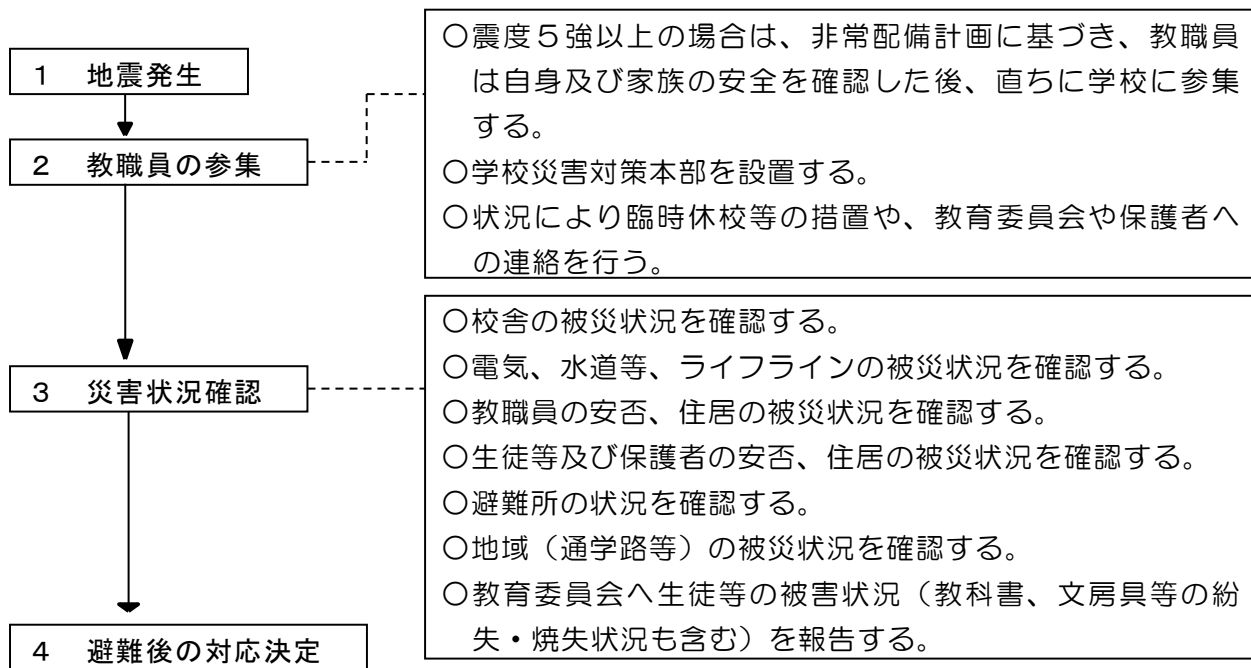 1 地震発生
2 教職員の参集
〇震度５強以上の場合は、非常配備計画に基づき、教職員
は自身及び家族の安全を確認した後、直ちに学校に参集
する。
〇学校災害対策本部を設置する。
〇状況により臨時休校等の措置や、教育委員会や保護者へ
の連絡を行う。
3 災害状況確認
〇校舎の被災状況を確認する。
〇電気、水道等、ライフラインの被災状況を確認する。
〇教職員の安否、住居の被災状況を確認する。
〇生徒等及び保護者の安否、住居の被災状況を確認する。
〇避難所の状況を確認する。
〇地域（通学路等）の被災状況を確認する。
〇教育委員会へ生徒等の被害状況（教科書、文房具等の紛
失・焼失状況も含む）を報告する。
4 避難後の対応決定